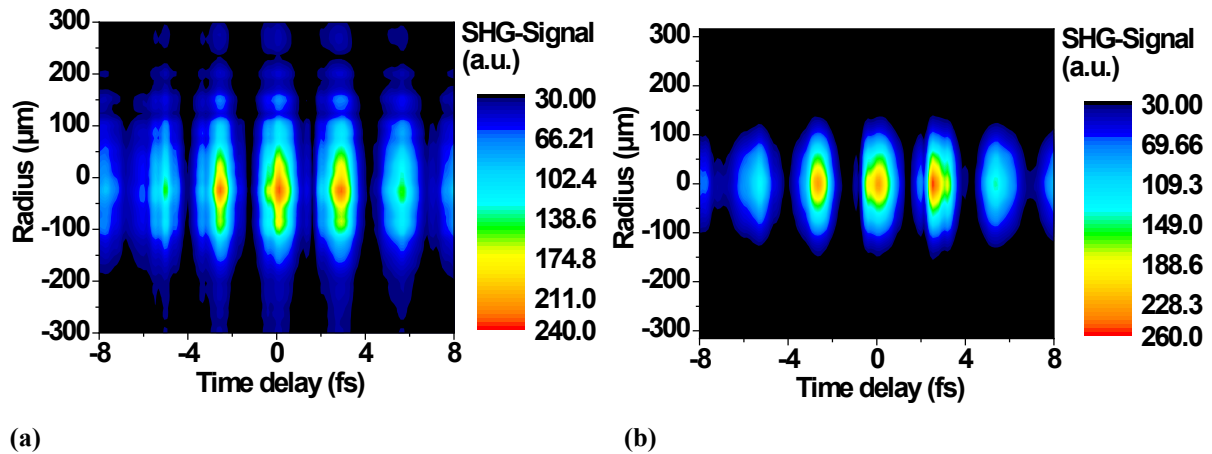 SHG-Signal
(a.u.)
300
200
100
0
-100
-200
-300
Radius (µm)
-8 -4 0 4 8
Time delay (fs)
30.00
66.21
102.4
138.6
174.8
211.0
240.0
(a)
SHG-Signal
(a.u.)
300
200
100
0
-100
-200
-300
Radius (µm)
-8 -4 0 4 8
Time delay (fs)
30.00
69.66
109.3
149.0
188.6
228.3
260.0
(b)